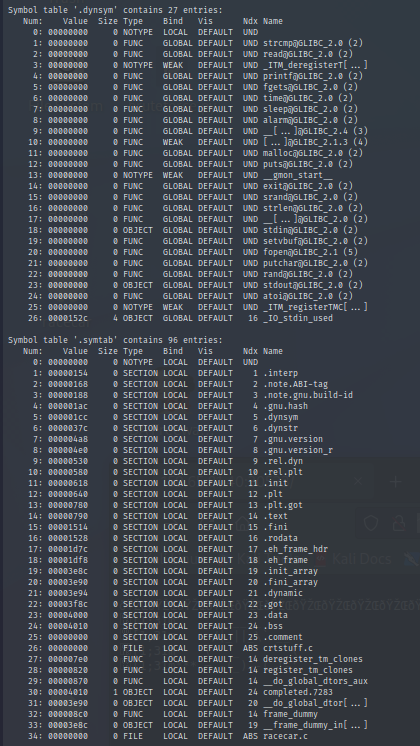 Symbol table '.dynsym' contains 27 entries:
Num: Value Size Type Bind Vis Ndx Name
0: 00000000 0 NOTYPE LOCAL DEFAULT UND
1: 00000000 0 FUNC GLOBAL DEFAULT UND strcmp@GLIBC_2.0 (2)
2: 00000000 0 FUNC GLOBAL DEFAULT UND read@GLIBC_2.0 (2)
3: 00000000 0 NOTYPE WEAK DEFAULT UND _ITM_deregisterT[...]
4: 00000000 0 FUNC GLOBAL DEFAULT UND printf@GLIBC_2.0 (2)
5: 00000000 0 FUNC GLOBAL DEFAULT UND fgets@GLIBC_2.0 (2)
6: 00000000 0 FUNC GLOBAL DEFAULT UND time@GLIBC_2.0 (2)
7: 00000000 0 FUNC GLOBAL DEFAULT UND sleep@GLIBC_2.0 (2)
8: 00000000 0 FUNC GLOBAL DEFAULT UND alarm@GLIBC_2.0 (2)
9: 00000000 0 FUNC GLOBAL DEFAULT UND __[...]@GLIBC_2.4 (3)
10: 00000000 0 FUNC WEAK DEFAULT UND [...]@GLIBC_2.1.3 (4)
11: 00000000 0 FUNC GLOBAL DEFAULT UND malloc@GLIBC_2.0 (2)
12: 00000000 0 FUNC GLOBAL DEFAULT UND puts@GLIBC_2.0 (2)
13: 00000000 0 NOTYPE WEAK DEFAULT UND __gmon_start__
14: 00000000 0 FUNC GLOBAL DEFAULT UND exit@GLIBC_2.0 (2)
15: 00000000 0 FUNC GLOBAL DEFAULT UND srand@GLIBC_2.0 (2)
16: 00000000 0 FUNC GLOBAL DEFAULT UND strlen@GLIBC_2.0 (2)
17: 00000000 0 FUNC GLOBAL DEFAULT UND __[...]@GLIBC_2.0 (2)
18: 00000000 0 OBJECT GLOBAL DEFAULT UND stdin@GLIBC_2.0 (2)
19: 00000000 0 FUNC GLOBAL DEFAULT UND setvbuf@GLIBC_2.0 (2)
20: 00000000 0 FUNC GLOBAL DEFAULT UND fopen@GLIBC_2.1 (5)
21: 00000000 0 FUNC GLOBAL DEFAULT UND putchar@GLIBC_2.0 (2)
22: 00000000 0 FUNC GLOBAL DEFAULT UND rand@GLIBC_2.0 (2)
23: 00000000 0 OBJECT GLOBAL DEFAULT UND stdout@GLIBC_2.0 (2)
24: 00000000 0 FUNC GLOBAL DEFAULT UND atoi@GLIBC_2.0 (2)
25: 00000000 0 NOTYPE WEAK DEFAULT UND _ITM_registerTMC[...]
26: 0000152c 4 OBJECT GLOBAL DEFAULT 16 _IO_stdin_used
Symbol table '.symtab' contains 96 entries:
Num: Value Size Type Bind Vis Ndx Name
0: 00000000 0 NOTYPE LOCAL DEFAULT UND
1: 00000154 0 SECTION LOCAL DEFAULT 1 .interp
2: 00000168 0 SECTION LOCAL DEFAULT 2 .note.ABI-tag
3: 00000188 0 SECTION LOCAL DEFAULT 3 .note.gnu.build-id
4: 000001ac 0 SECTION LOCAL DEFAULT 4 .gnu.hash
5: 000001cc 0 SECTION LOCAL DEFAULT 5 .dynsym
6: 0000037c 0 SECTION LOCAL DEFAULT 6 .dynstr
7: 000004a8 0 SECTION LOCAL DEFAULT 7 .gnu.version
8: 000004e0 0 SECTION LOCAL DEFAULT 8 .gnu.version_r
9: 00000530 0 SECTION LOCAL DEFAULT 9 .rel.dyn
10: 00000580 0 SECTION LOCAL DEFAULT 10 .rel.plt
11: 00000618 0 SECTION LOCAL DEFAULT 11 .init
12: 00000640 0 SECTION LOCAL DEFAULT 12 .plt
13: 00000780 0 SECTION LOCAL DEFAULT 13 .plt.got
14: 00000790 0 SECTION LOCAL DEFAULT 14 .text
15: 00001514 0 SECTION LOCAL DEFAULT 15 .fini
16: 00001528 0 SECTION LOCAL DEFAULT 16 .rodata
17: 00001d7c 0 SECTION LOCAL DEFAULT 17 .eh_frame_hdr
18: 00001df8 0 SECTION LOCAL DEFAULT 18 .eh_frame
19: 00003e8c 0 SECTION LOCAL DEFAULT 19 .init_array
20: 00003e90 0 SECTION LOCAL DEFAULT 20 .fini_array
21: 00003e94 0 SECTION LOCAL DEFAULT 21 .dynamic
22: 00003f8c 0 SECTION LOCAL DEFAULT 22 .got
23: 00004000 0 SECTION LOCAL DEFAULT 23 .data
24: 00004010 0 SECTION LOCAL DEFAULT 24 .bss
25: 00000000 0 SECTION LOCAL DEFAULT 25 .comment
26: 00000000 0 FILE LOCAL DEFAULT ABS crtstuff.c
27: 000007e0 0 FUNC LOCAL DEFAULT 14 deregister_tm_clones
28: 00000820 0 FUNC LOCAL DEFAULT 14 register_tm_clones
29: 00000870 0 FUNC LOCAL DEFAULT 14 __do_global_dtors_aux
30: 00004010 1 OBJECT LOCAL DEFAULT 24 completed.7283
31: 00003e90 0 OBJECT LOCAL DEFAULT 20 __do_global_dtor[...]
32: 000008c0 0 FUNC LOCAL DEFAULT 14 frame_dummy
33: 00003e8c 0 OBJECT LOCAL DEFAULT 19 __frame_dummy_in[...]
34: 00000000 0 FILE LOCAL DEFAULT ABS racecar.c
Kali Docs